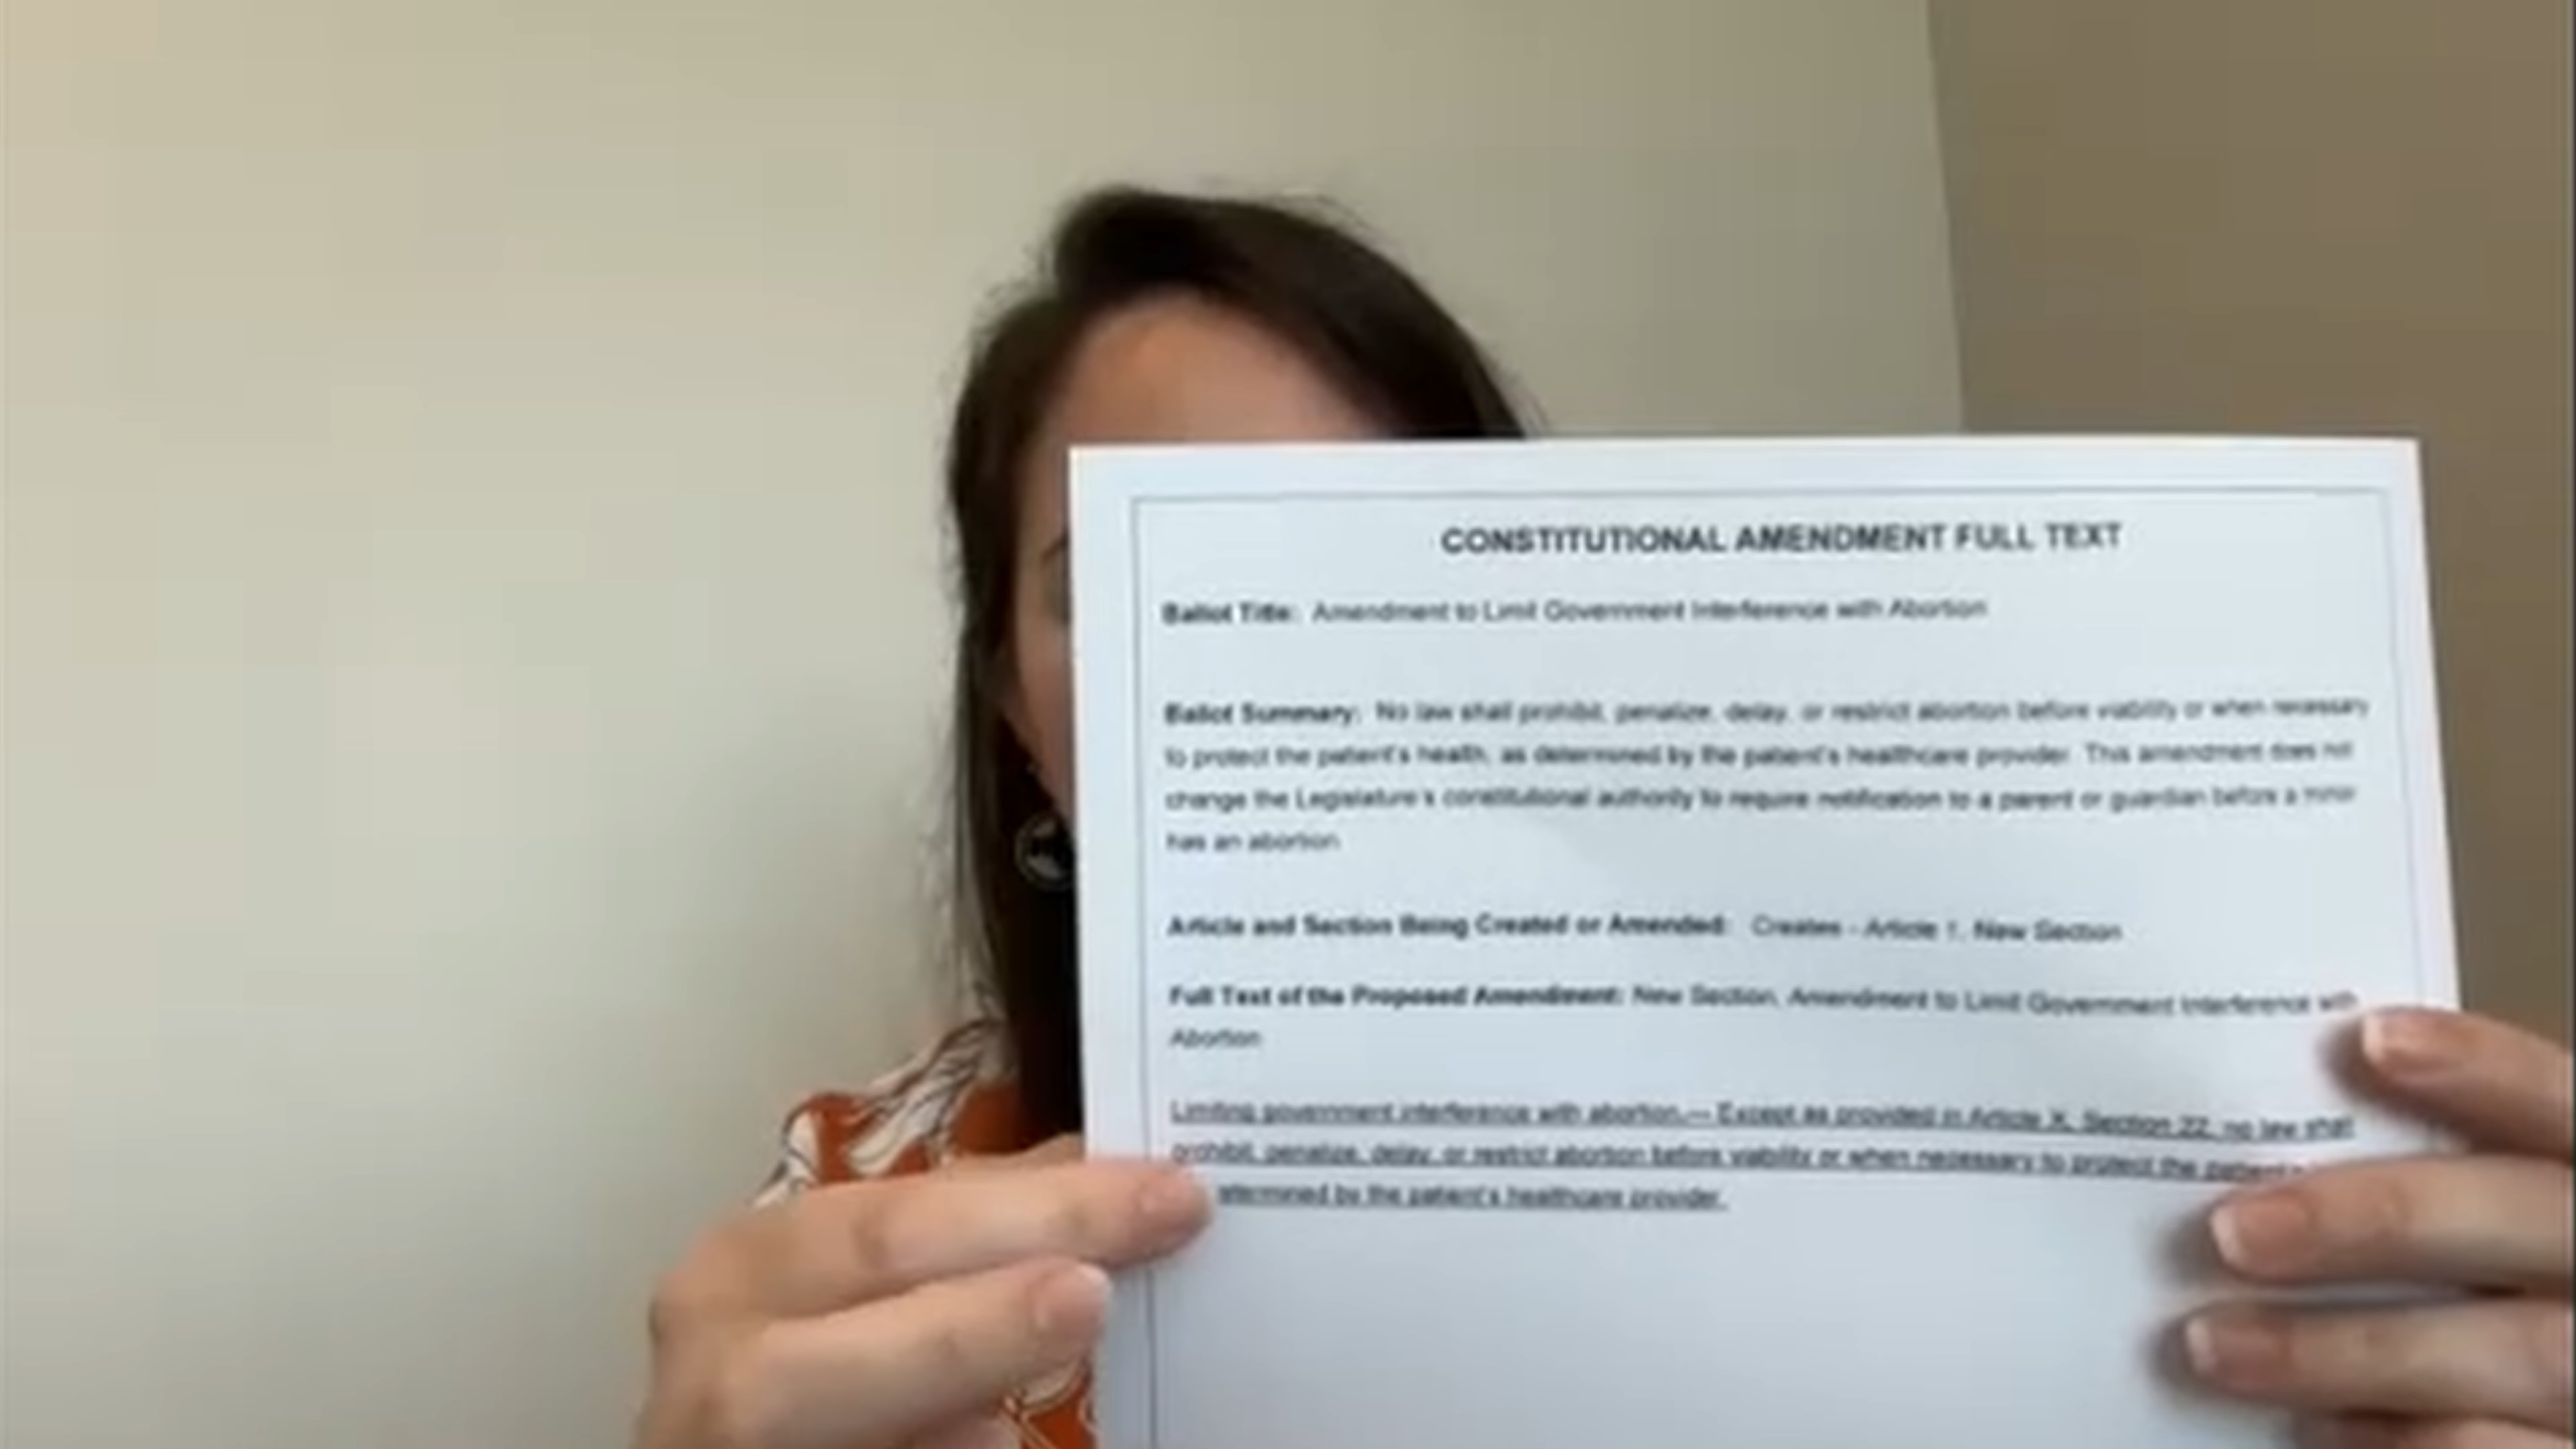 CONSTITUTIONAL AMENDMENT FULL TEXT
Ballot Title: Amendment to Limit Government Interference with Abortion
Ballot Summary: No law shall prohibit, penalize, delay, or restrict abortion before viability or when necessary
to protect the patient's health, as determined by the patient's healthcare provider. This amendment does not
change the Legislature's constitutional authority to require notification to a parent or guardian before a minor
has an abortion
Article and Section Being Created or Amended: Creates - Article 1, New Section
Full Text of the Proposed Amendment: New Section, Amendment to Limit Government Interference with
Abortion
Limiting government interference with abortion.— Except as provided in Article X, Section 22, no law shall
prohibit, penalize, delay, or restrict abortion before viability or when necessary to protect the patient's
etermined by the patient's healthcare provider.